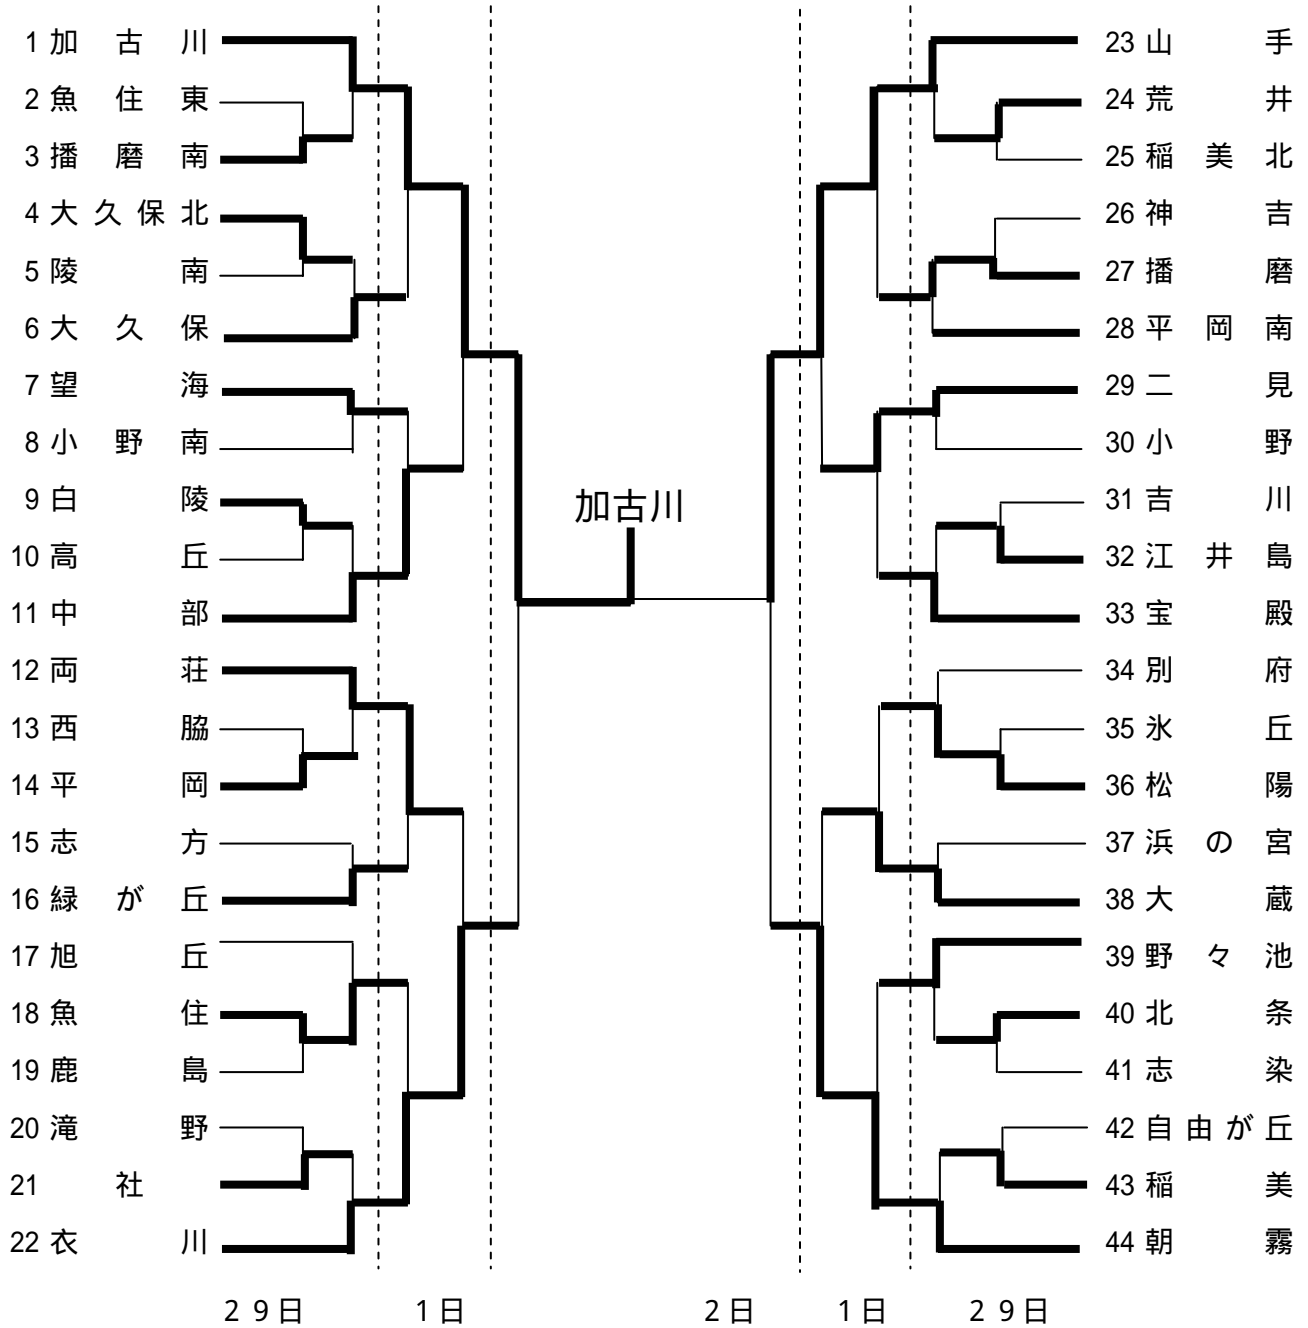 1 加古川
2 魚住東
3 播磨南
4 大久保北
5 陵南
6 大久保
7 望海
8 小野南
9 白陵
10 高丘
11 中部
12 両荘
13 西脇
14 平岡
15 志方
16 緑が丘
17 旭丘
18 魚住
19 鹿島
20 滝野
21 社
22 衣川
加古川
23 山手
24 荒井
25 稲美北
26 神吉
27 播磨
28 平岡南
29 二見
30 小野
31 吉川
32 江井島
33 宝殿
34 別府
35 氷丘
36 松陽
37 浜の宮
38 大蔵
39 野々池
40 北条
41 志染
42 自由が丘
43 稲美
44 朝霧
29日 1日 2日 1日 29日